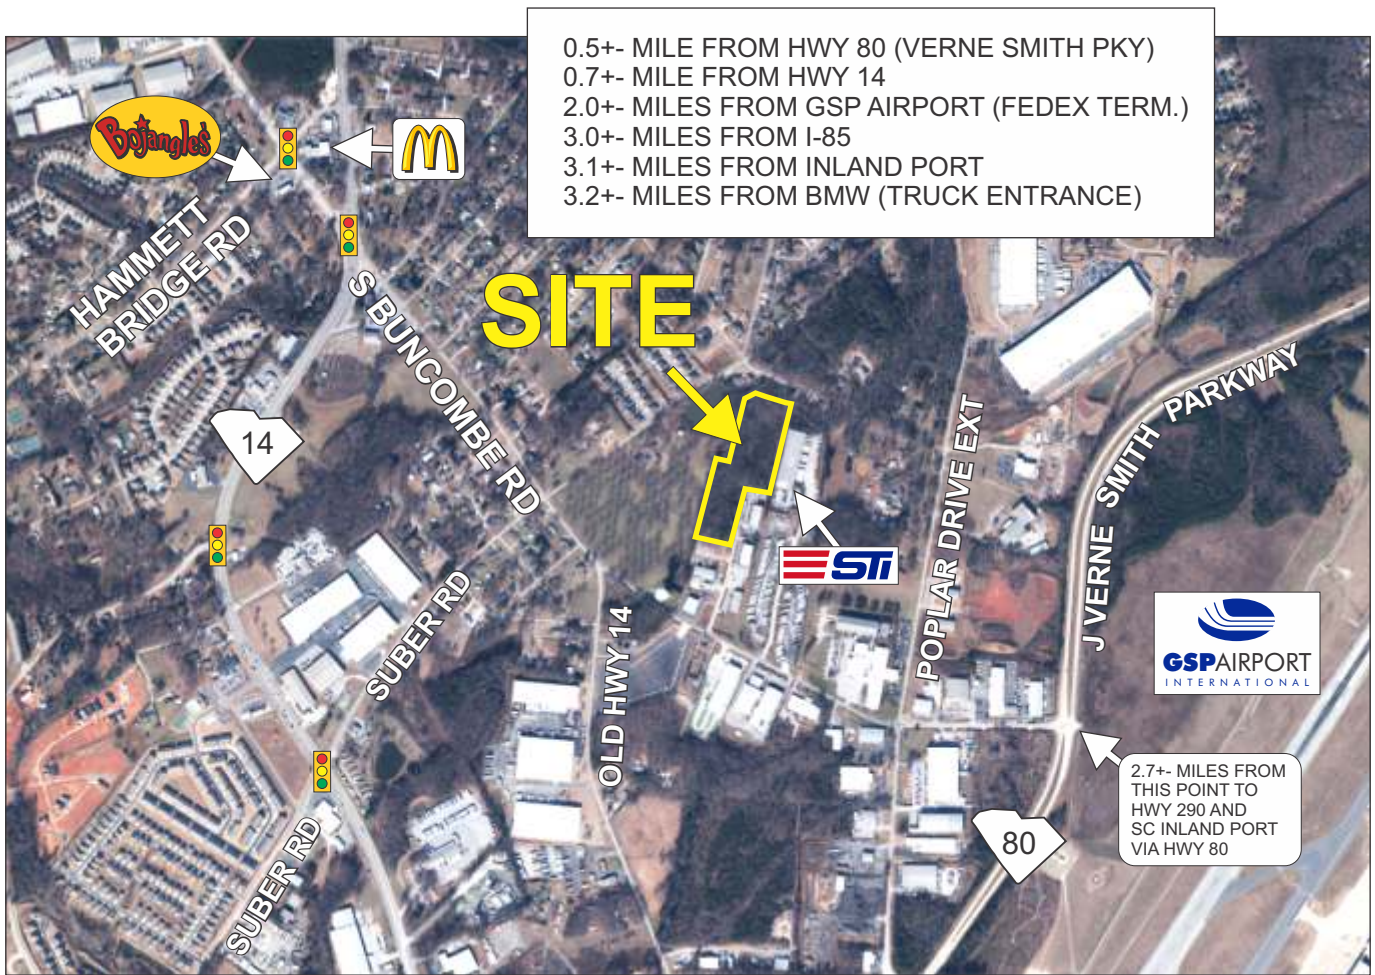 0.5+- MILE FROM HWY 80 (VERNE SMITH PKY)
0.7+- MILE FROM HWY 14
2.0+- MILES FROM GSP AIRPORT (FEDEX TERM.)
3.0+- MILES FROM I-85
3.1+- MILES FROM INLAND PORT
3.2+- MILES FROM BMW (TRUCK ENTRANCE)
Bojangles'
HAMMETT
BRIDGE RD
SITE
S BUNCOMBE RD
14
J VERNE SMITH PARKWAY
POPLAR DRIVE EXT
STi
SUBER RD
OLD HWY 14
GSPAIRPORT
INTERNATIONAL
2.7+- MILES FROM
THIS POINT TO
HWY 290 AND
SC INLAND PORT
VIA HWY 80
80
SUBER RD